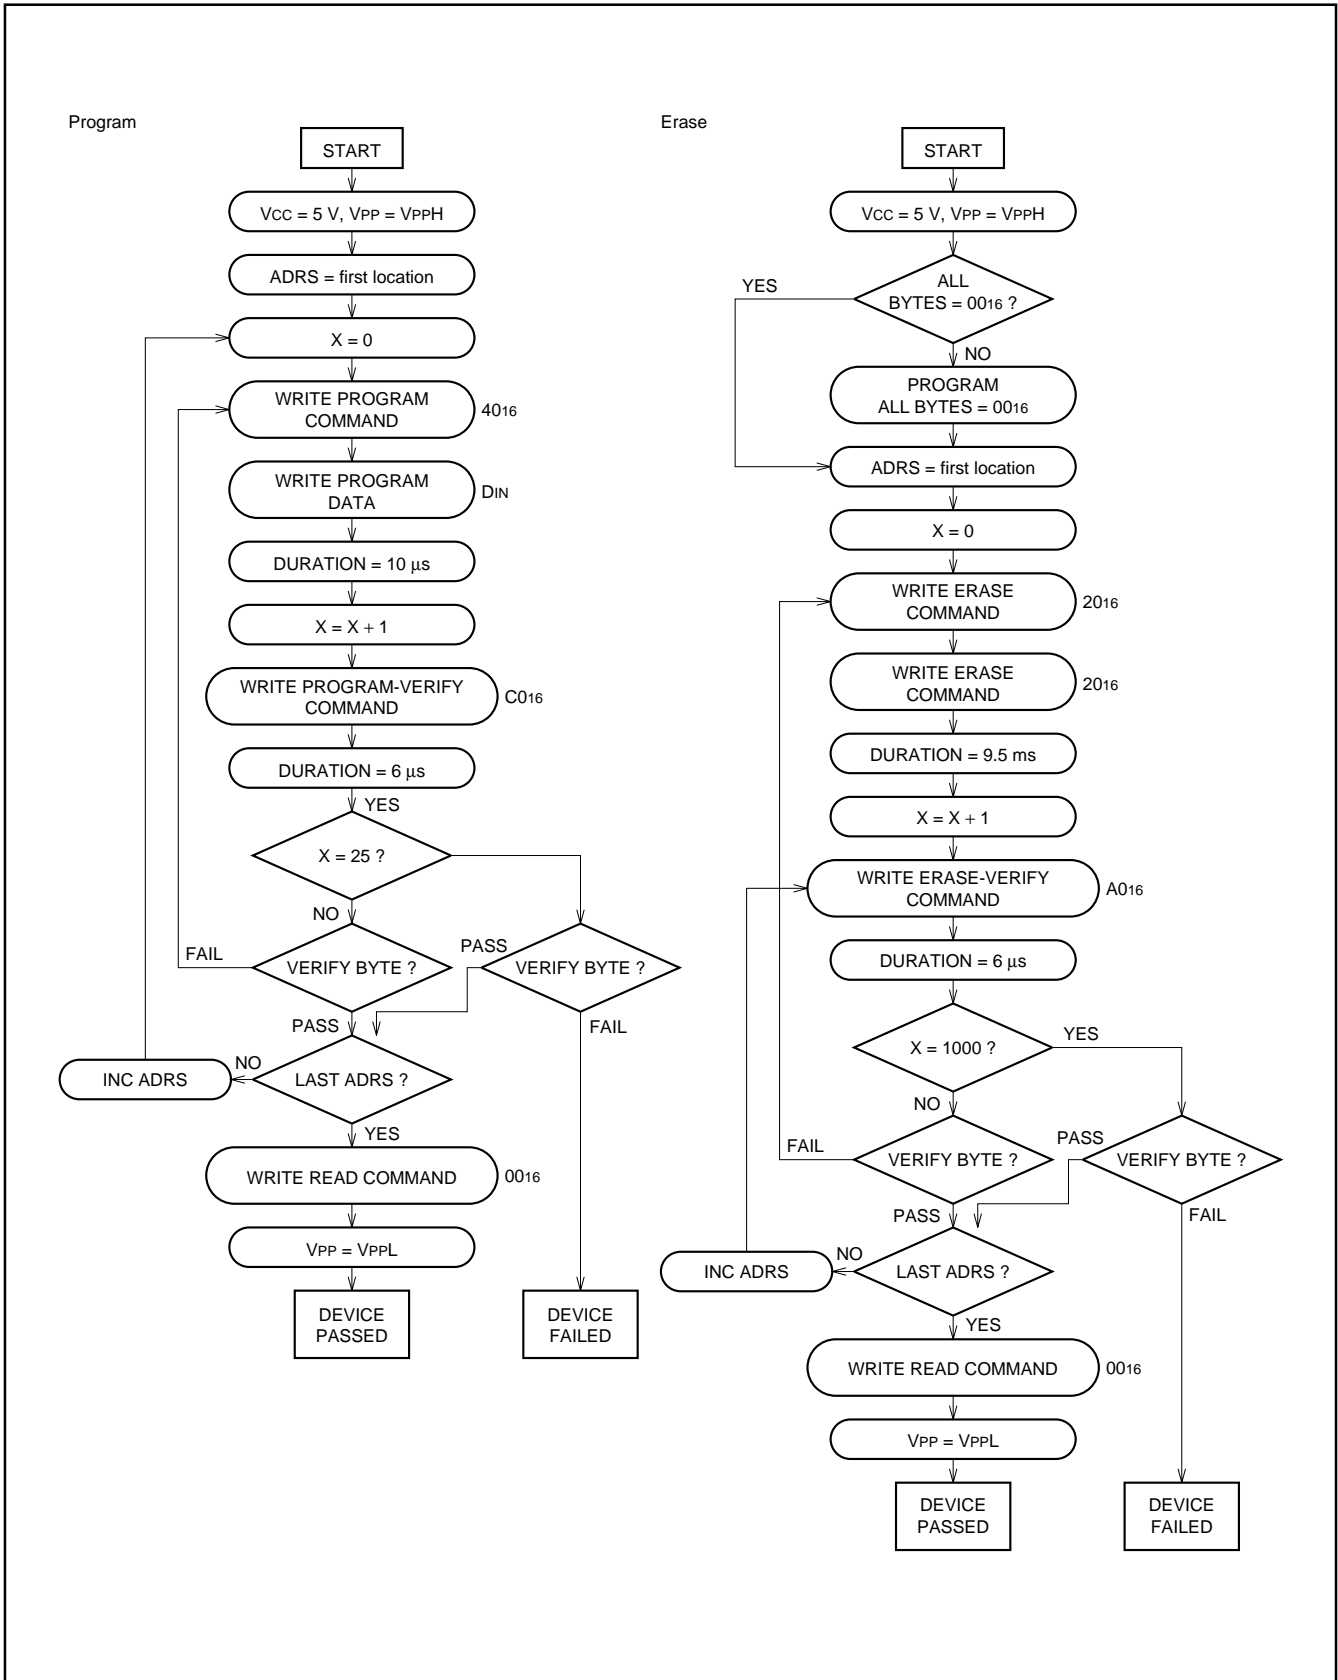 Program
START
VCC = 5 V, VPP = VPPH
ADRS = first location
X = 0
WRITE PROGRAM
COMMAND
4016
WRITE PROGRAM
DATA
DIN
DURATION = 10 μs
X = X + 1
WRITE PROGRAM-VERIFY
COMMAND
C016
DURATION = 6 μs
YES
X = 25 ?
NO
FAIL
VERIFY BYTE ?
PASS
VERIFY BYTE ?
PASS
FAIL
INC ADRS
NO
LAST ADRS ?
YES
WRITE READ COMMAND
0016
VPP = VPPL
DEVICE
PASSED
DEVICE
FAILED
Erase
START
VCC = 5 V, VPP = VPPH
YES
ALL
BYTES = 0016 ?
NO
PROGRAM
ALL BYTES = 0016
ADRS = first location
X = 0
WRITE ERASE
COMMAND
2016
WRITE ERASE
COMMAND
2016
DURATION = 9.5 ms
X = X + 1
WRITE ERASE-VERIFY
COMMAND
A016
DURATION = 6 μs
X = 1000 ?
YES
NO
FAIL
VERIFY BYTE ?
PASS
VERIFY BYTE ?
PASS
FAIL
INC ADRS
NO
LAST ADRS ?
YES
WRITE READ COMMAND
0016
VPP = VPPL
DEVICE
PASSED
DEVICE
FAILED